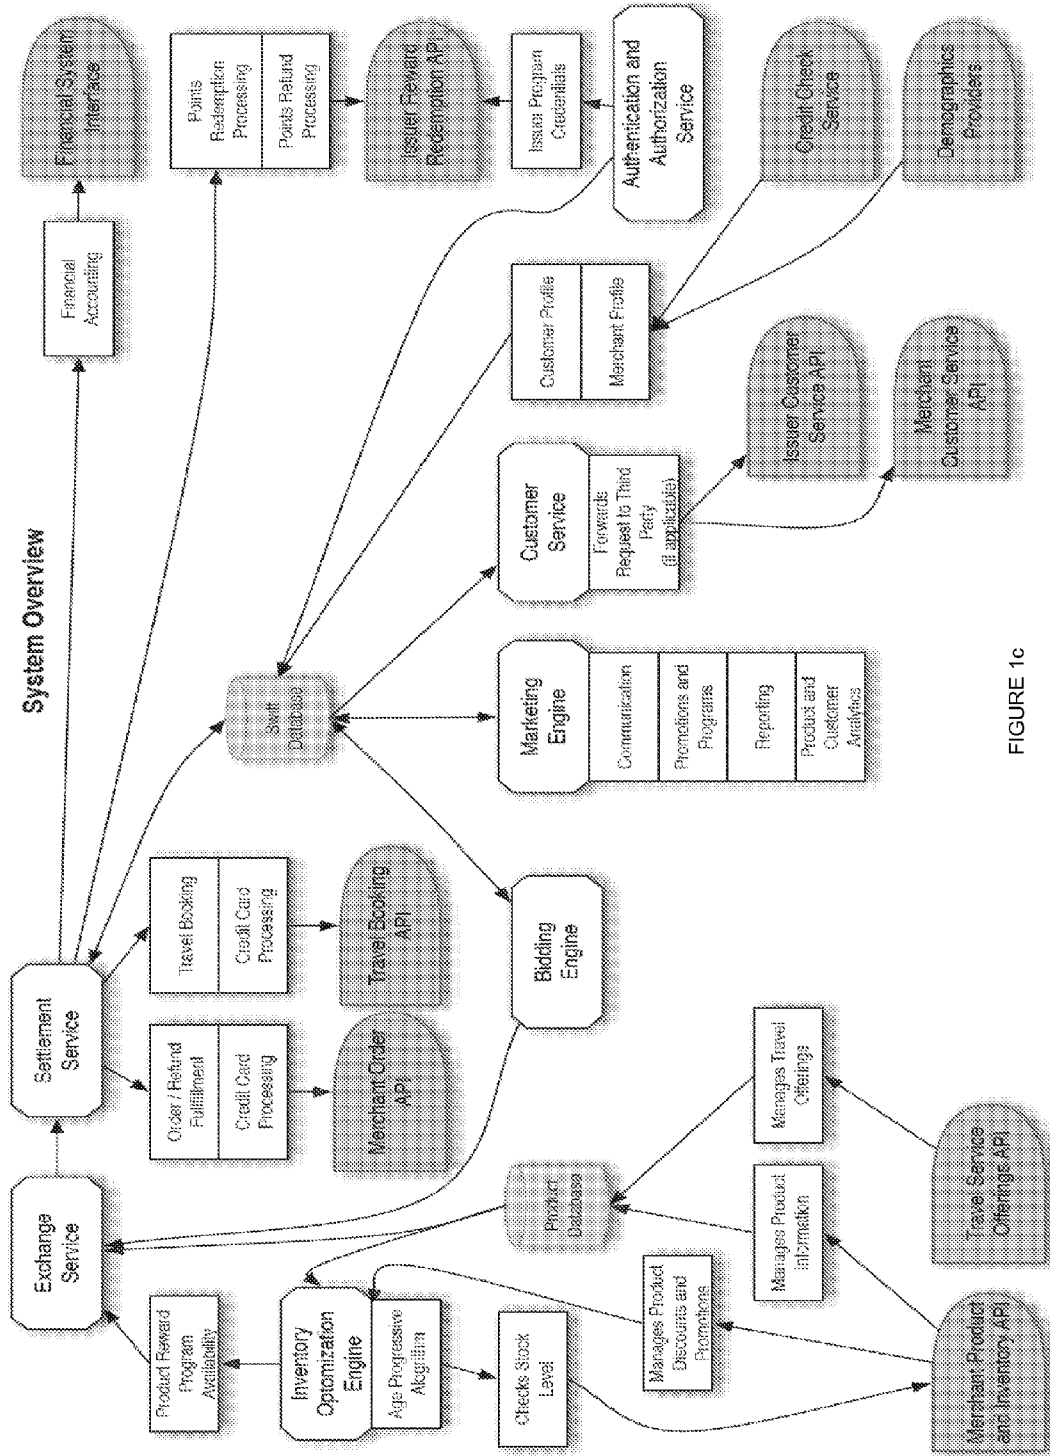 System Overview
Exchange
Service
Settlement
Service
Financial
Accounting
Financial System
Interface
Product Reward
Program
Availability
Order / Refund
Fullfillment
Credit Card
Processing
Travel Booking
Credit Card
Processing
Points
Redemption
Processing
Points Refund
Processing
Inventory
Optomization
Engine
Age Progressive
Alogrithm
Merchant Order
API
Travel Booking
API
Swift
Database
Issuer Reward
Redemption API
Checks Stock
Level
Product
Database
Bidding
Engine
Marketing
Engine
Communication
Promotions and
Programs
Reporting
Product and
Customer
Analytics
Customer
Service
Forwards
Request to Third
Party
(if applicable)
Customer Profile
Merchant Profile
Issuer Program
Credentials
Authentication and
Authorization
Service
Manages Product
Discounts and
Promotions
Manages Product
Information
Manages Travel
Offerings
Issuer Customer
Service API
Credit Check
Service
Merchant Product
and Inventory API
Travel Service
Offerings API
Merchant
Customer Service
API
Demographics
Providers
FIGURE 1c